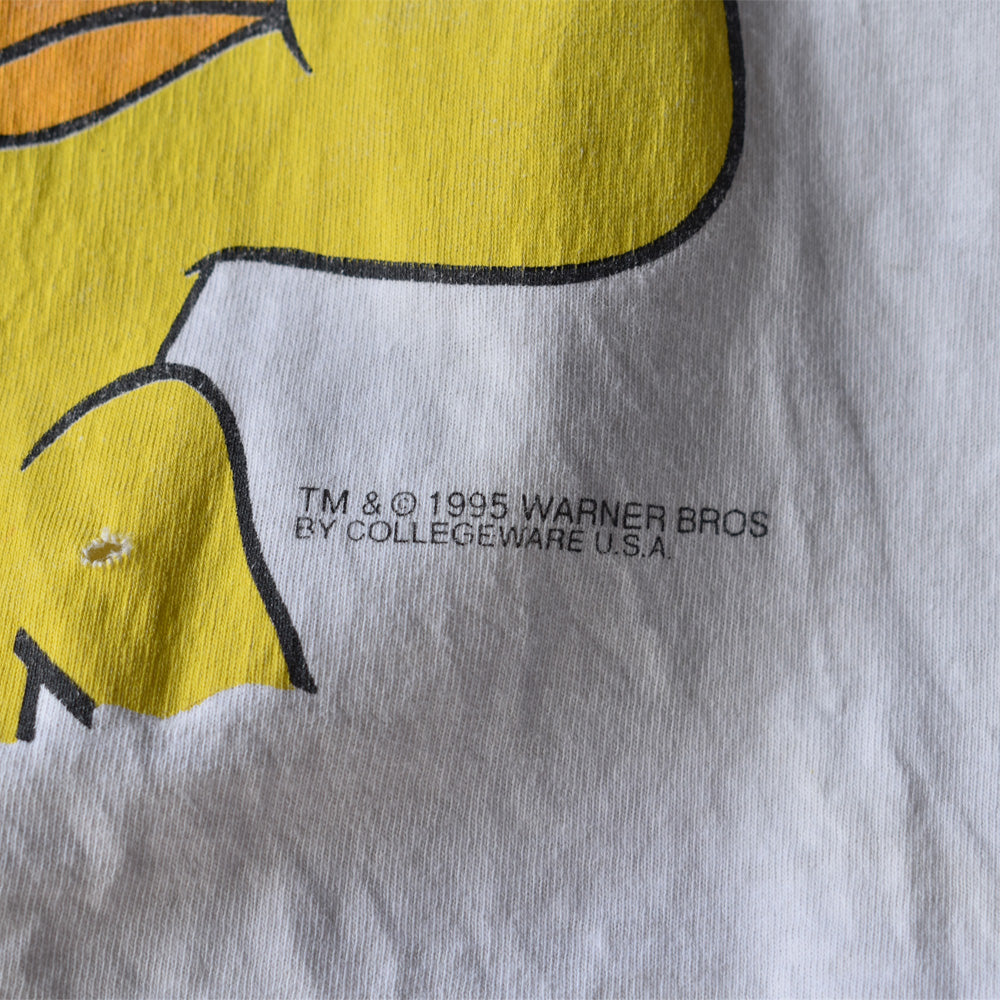 TM & © 1995 WARNER BROS
BY COLLEGEWARE U.S.A.